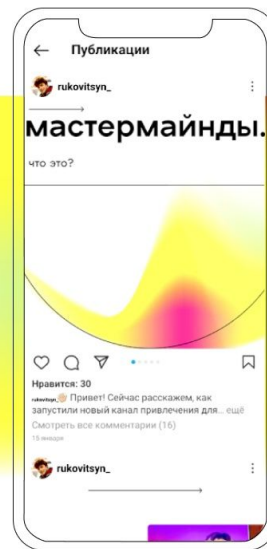 Публикации
rukovitsyn_
мастермайнды.
что это?
Нравится: 30
rukovitsyn_ Привет! Сейчас расскажем, как
запустили новый канал привлечения для... ещё
Смотреть все комментарии (16)
15 января
rukovitsyn_